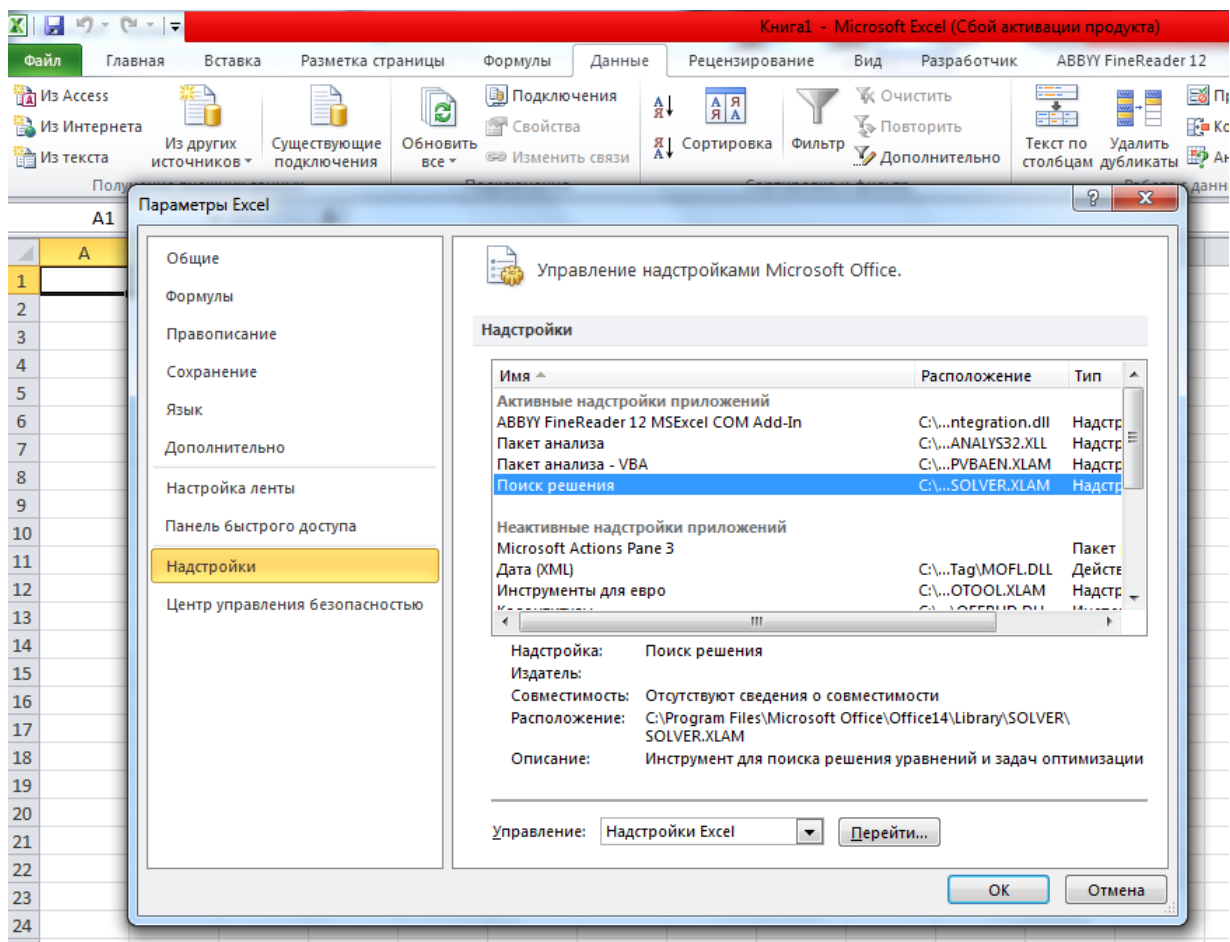 Книга1 - Microsoft Excel (Сбой активации продукта)
Файл Главная Вставка Разметка страницы Формулы Данные Рецензирование Вид Разработчик ABBYY FineReader 12
Из Access
Из Интернета
Из текста
Из других источников
Существующие подключения
Обновить все
Подключения
Свойства
Изменить связи
Сортировка
Фильтр
Очистить
Повторить
Дополнительно
Текст по столбцам
Удалить дубликаты
A1
Параметры Excel
A
1
2
3
4
5
6
7
8
9
10
11
12
13
14
15
16
17
18
19
20
21
22
23
24
Общие
Формулы
Правописание
Сохранение
Язык
Дополнительно
Настройка ленты
Панель быстрого доступа
Надстройки
Центр управления безопасностью
Управление надстройками Microsoft Office.
Надстройки
Имя Расположение Тип
Активные надстройки приложений
ABBYY FineReader 12 MSExcel COM Add-In C:\...ntegration.dll Надстр
Пакет анализа C:\...ANALYS32.XLL Надстр
Пакет анализа - VBA C:\...PVBAEN.XLAM Надстр
Поиск решения C:\...SOLVER.XLAM Надстр
Неактивные надстройки приложений
Microsoft Actions Pane 3 Пакет
Дата (XML) C:\...Tag\MOFL.DLL Действ
Инструменты для евро C:\...OTOOL.XLAM Надстр
Надстройка: Поиск решения
Издатель:
Совместимость: Отсутствуют сведения о совместимости
Расположение: C:\Program Files\Microsoft Office\Office14\Library\SOLVER\
SOLVER.XLAM
Описание: Инструмент для поиска решения уравнений и задач оптимизации
Управление: Надстройки Excel Перейти...
OK Отмена